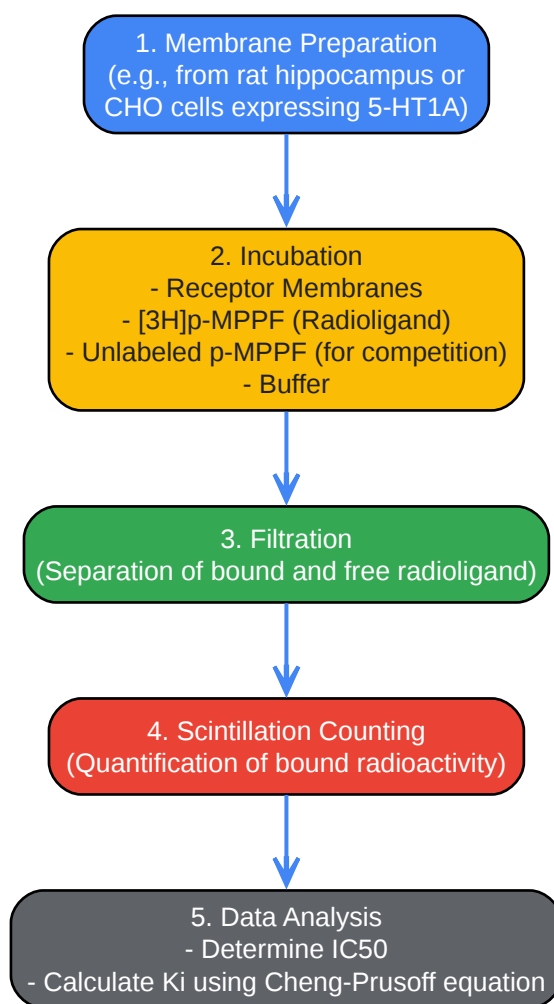 1. Membrane Preparation
(e.g., from rat hippocampus or
CHO cells expressing 5-HT1A)
2. Incubation
- Receptor Membranes
- [3H]p-MPPF (Radioligand)
- Unlabeled p-MPPF (for competition)
- Buffer
3. Filtration
(Separation of bound and free radioligand)
4. Scintillation Counting
(Quantification of bound radioactivity)
5. Data Analysis
- Determine IC50
- Calculate Ki using Cheng-Prusoff equation